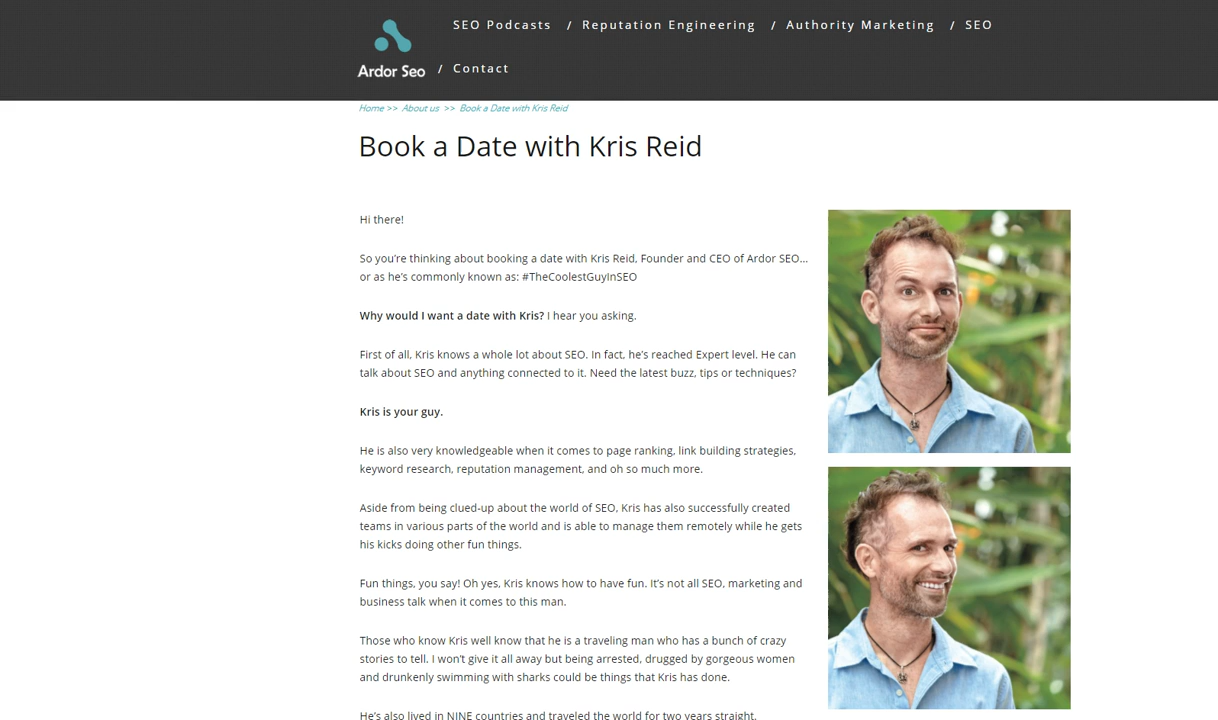 SEO Podcasts / Reputation Engineering / Authority Marketing / SEO
Ardor Seo / Contact
Home >> About us >> Book a Date with Kris Reid
Book a Date with Kris Reid
Hi there!
So you’re thinking about booking a date with Kris Reid, Founder and CEO of Ardor SEO…
or as he’s commonly known as: #TheCoolestGuyInSEO
Why would I want a date with Kris? I hear you asking.
First of all, Kris knows a whole lot about SEO. In fact, he’s reached Expert level. He can
talk about SEO and anything connected to it. Need the latest buzz, tips or techniques?
Kris is your guy.
He is also very knowledgeable when it comes to page ranking, link building strategies,
keyword research, reputation management, and oh so much more.
Aside from being clued-up about the world of SEO, Kris has also successfully created
teams in various parts of the world and is able to manage them remotely while he gets
his kicks doing other fun things.
Fun things, you say! Oh yes, Kris knows how to have fun. It’s not all SEO, marketing and
business talk when it comes to this man.
Those who know Kris well know that he is a traveling man who has a bunch of crazy
stories to tell. I won’t give it all away but being arrested, drugged by gorgeous women
and drunkenly swimming with sharks could be things that Kris has done.
He’s also lived in NINE countries and traveled the world for two years straight.